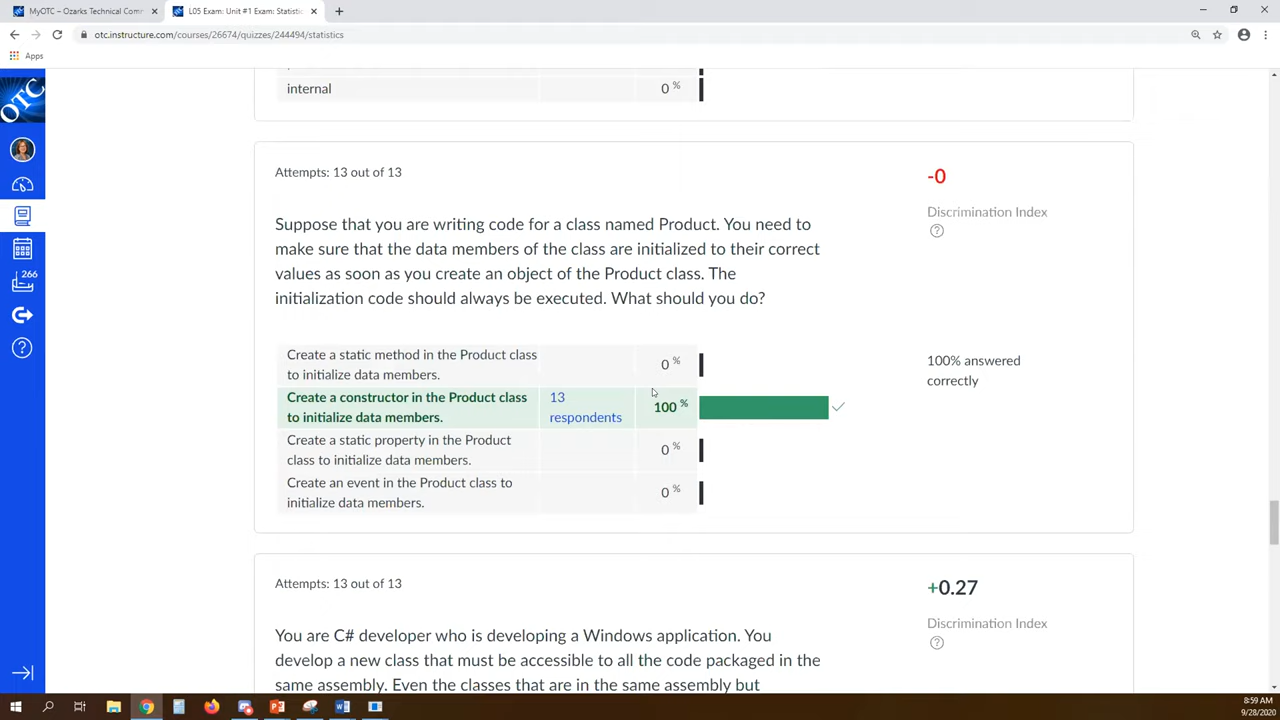 MyOTC – Ozarks Technical Comm
L05 Exam: Unit #1 Exam: Statistic
otc.instructure.com/courses/26674/quizzes/244494/statistics
Apps
OTC
266
internal
0 %
Attempts: 13 out of 13
-0
Discrimination Index
Suppose that you are writing code for a class named Product. You need to
make sure that the data members of the class are initialized to their correct
values as soon as you create an object of the Product class. The
initialization code should always be executed. What should you do?
Create a static method in the Product class
to initialize data members.
0 %
100% answered
correctly
Create a constructor in the Product class
to initialize data members.
13
respondents
100 %
Create a static property in the Product
class to initialize data members.
0 %
Create an event in the Product class to
initialize data members.
0 %
Attempts: 13 out of 13
+0.27
Discrimination Index
You are C# developer who is developing a Windows application. You
develop a new class that must be accessible to all the code packaged in the
same assembly. Even the classes that are in the same assembly but
8:59 AM
9/28/2020